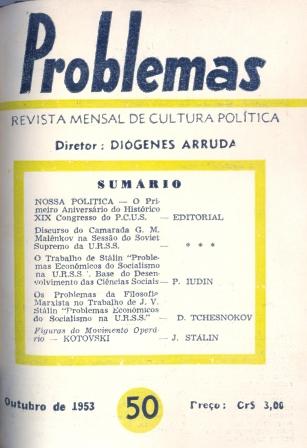 Problemas
REVISTA MENSAL DE CULTURA POLÍTICA
Diretor: DIÓGENES ARRUDA
SUMÁRIO
NOSSA POLITICA — O Pri-
meiro Aniversário do Histórico
XIX Congresso do P.C.U.S. — EDITORIAL
Discurso do Camarada G. M.
Malénkov na Sessão do Soviet
Supremo da U.R.S.S. — * * *
O Trabalho de Stálin "Proble-
mas Econômicos do Socialismo
na U.R.S.S", Base do Desen-
volvimento das Ciências Sociais — P. IUDIN
Os Problemas da Filosofia
Marxista no Trabalho de J. V.
Stálin "Problemas Econômicos
do Socialismo na U.R.S.S." — D. TCHESNOKOV
Figuras do Movimento Operá-
rio — KOTOVSKI — J. STÁLIN
Outubro de 1953 50 Preço: Cr$ 3,00